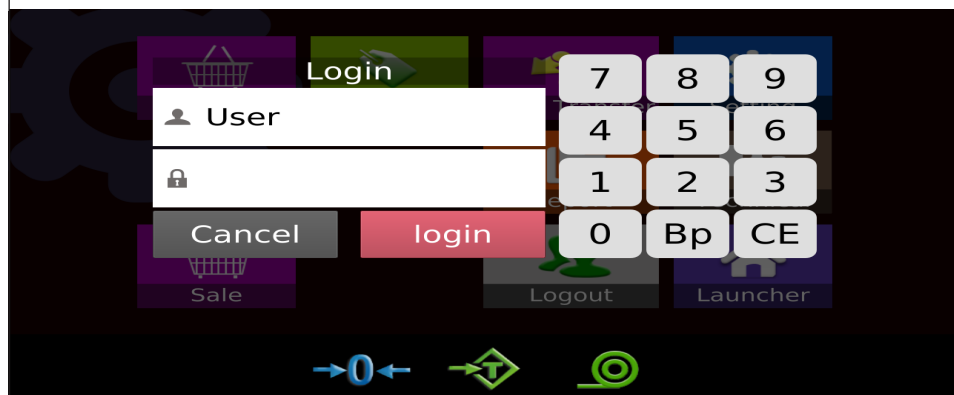 Login
7 8 9
User
4 5 6
1 2 3
Cancel login
0 Bp CE
Sale
Logout
Launcher
→0←
→T